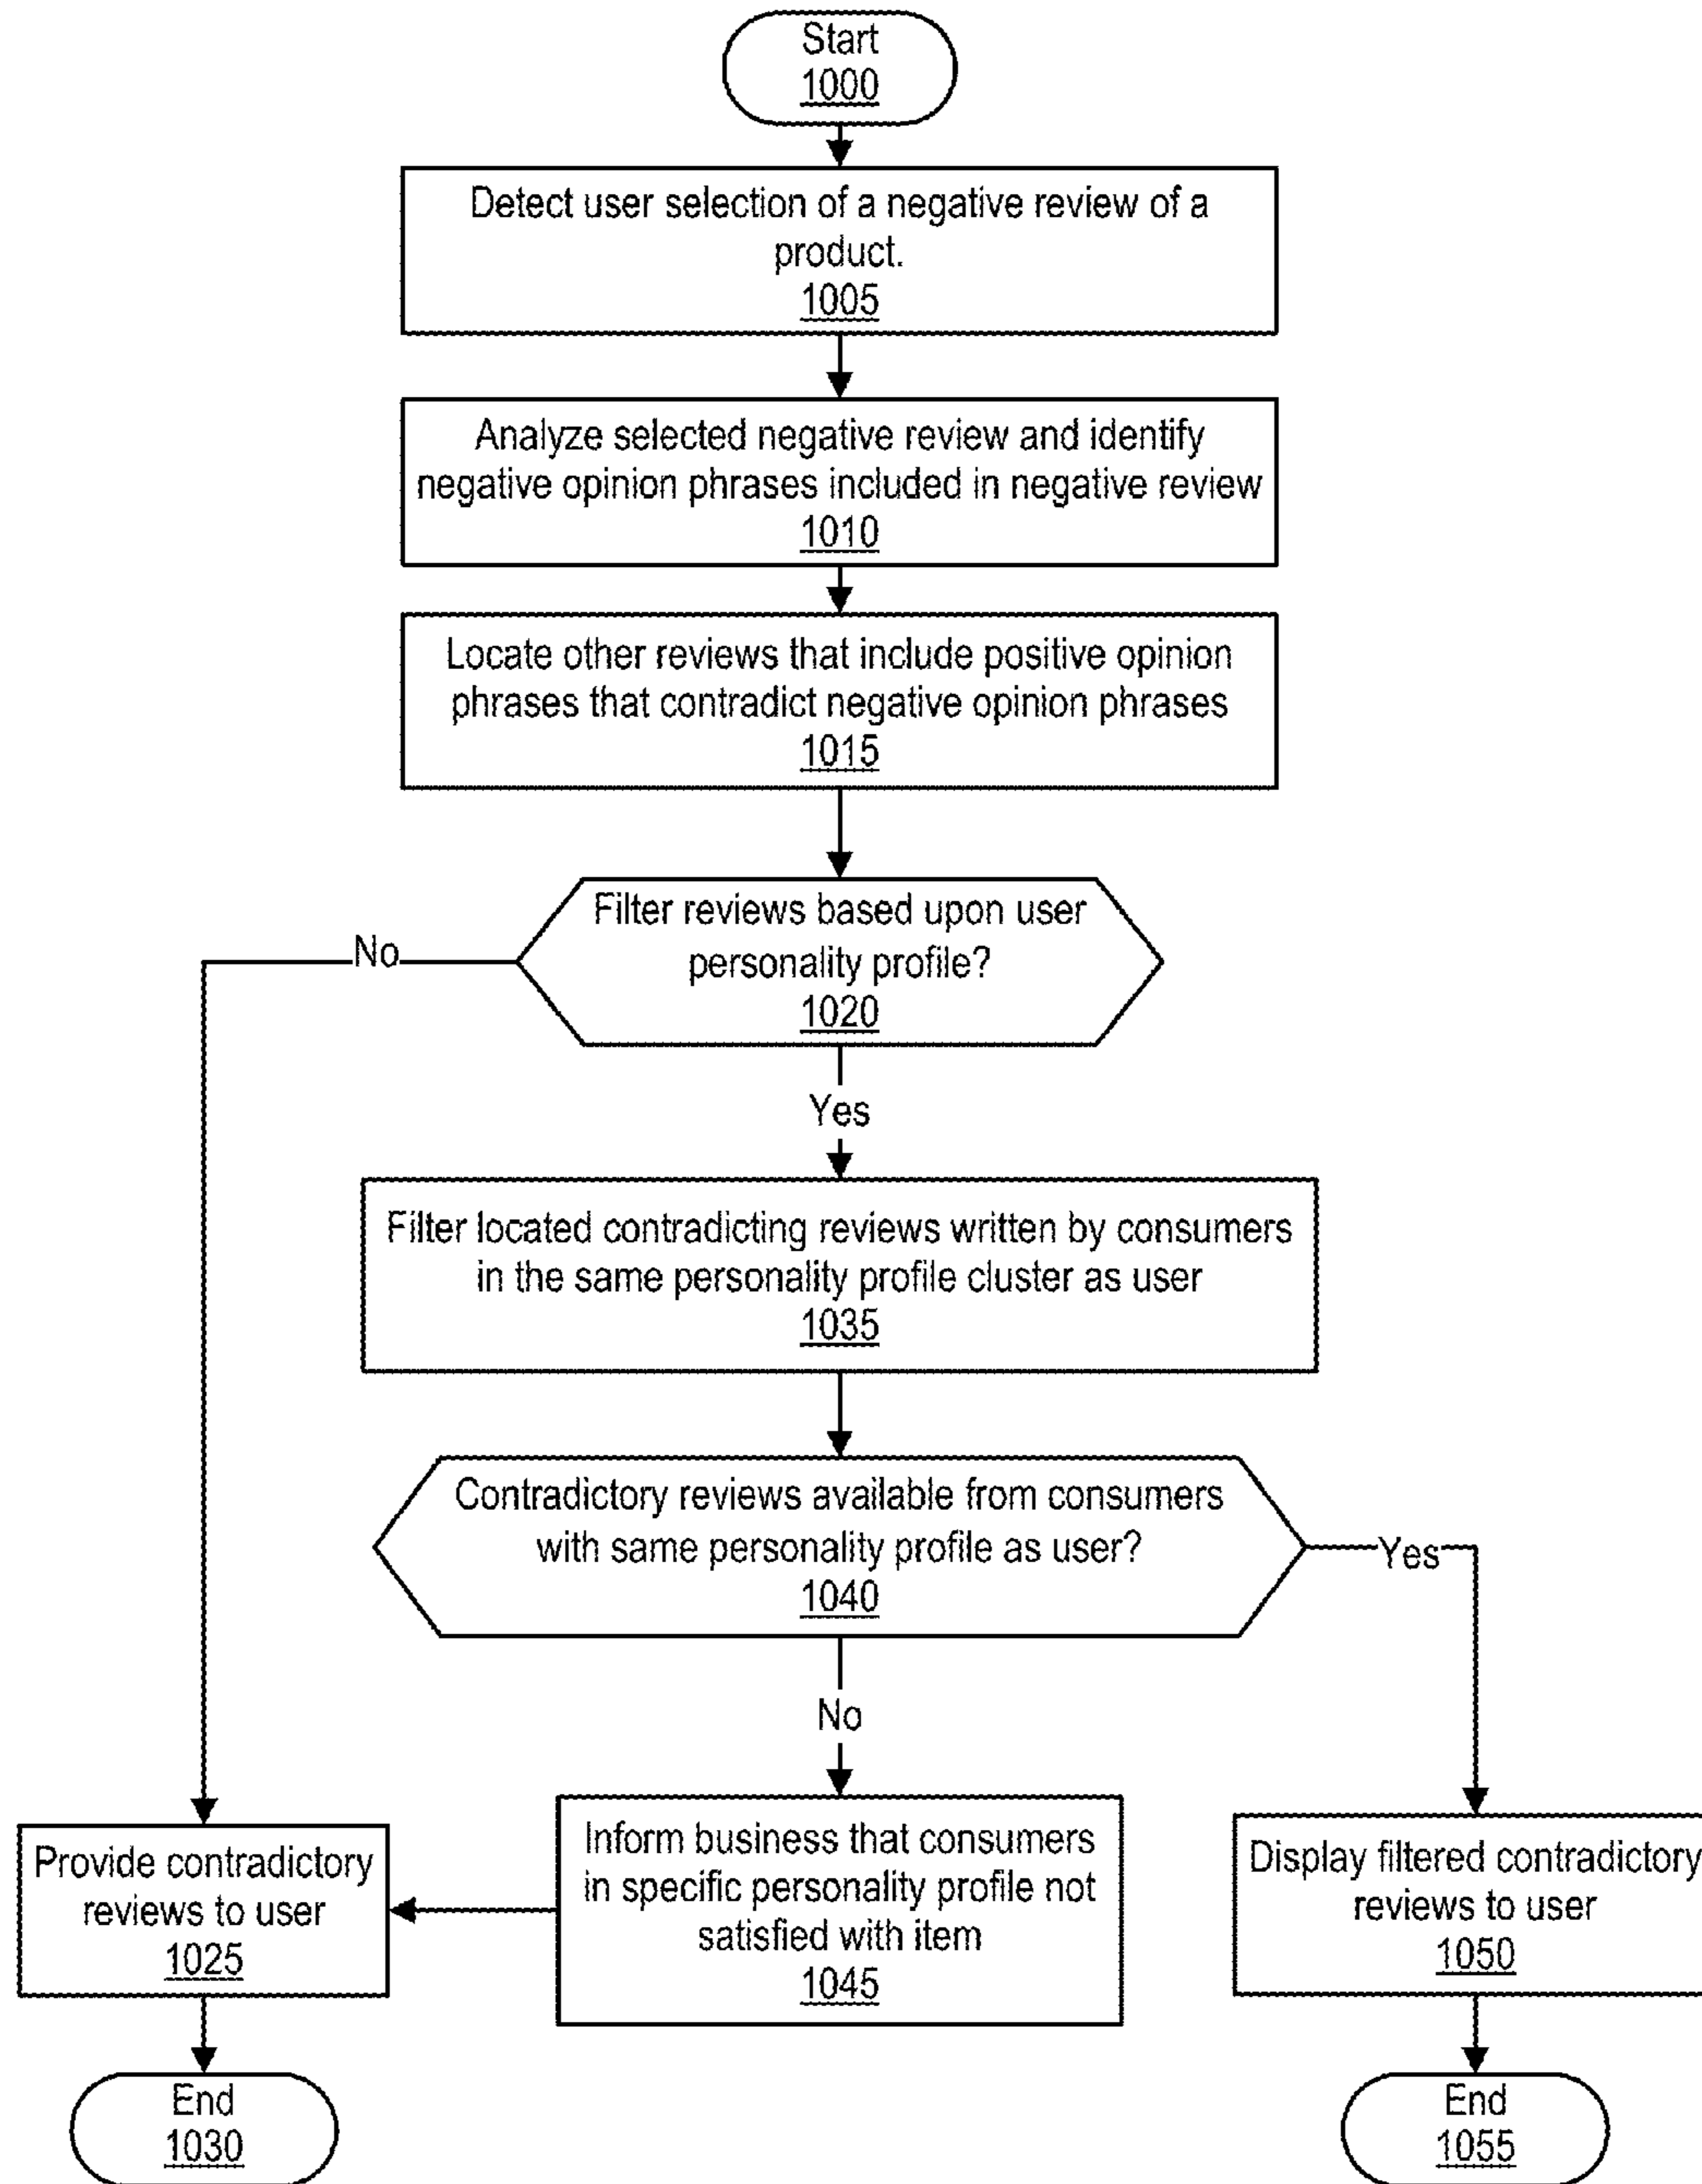 Start
1000
Detect user selection of a negative review of a
product.
1005
Analyze selected negative review and identify
negative opinion phrases included in negative review
1010
Locate other reviews that include positive opinion
phrases that contradict negative opinion phrases
1015
Filter reviews based upon user
personality profile?
1020
No
Yes
Filter located contradicting reviews written by consumers
in the same personality profile cluster as user
1035
Contradictory reviews available from consumers
with same personality profile as user?
1040
Yes
No
Provide contradictory
reviews to user
1025
Inform business that consumers
in specific personality profile not
satisfied with item
1045
Display filtered contradictory
reviews to user
1050
End
1030
End
1055